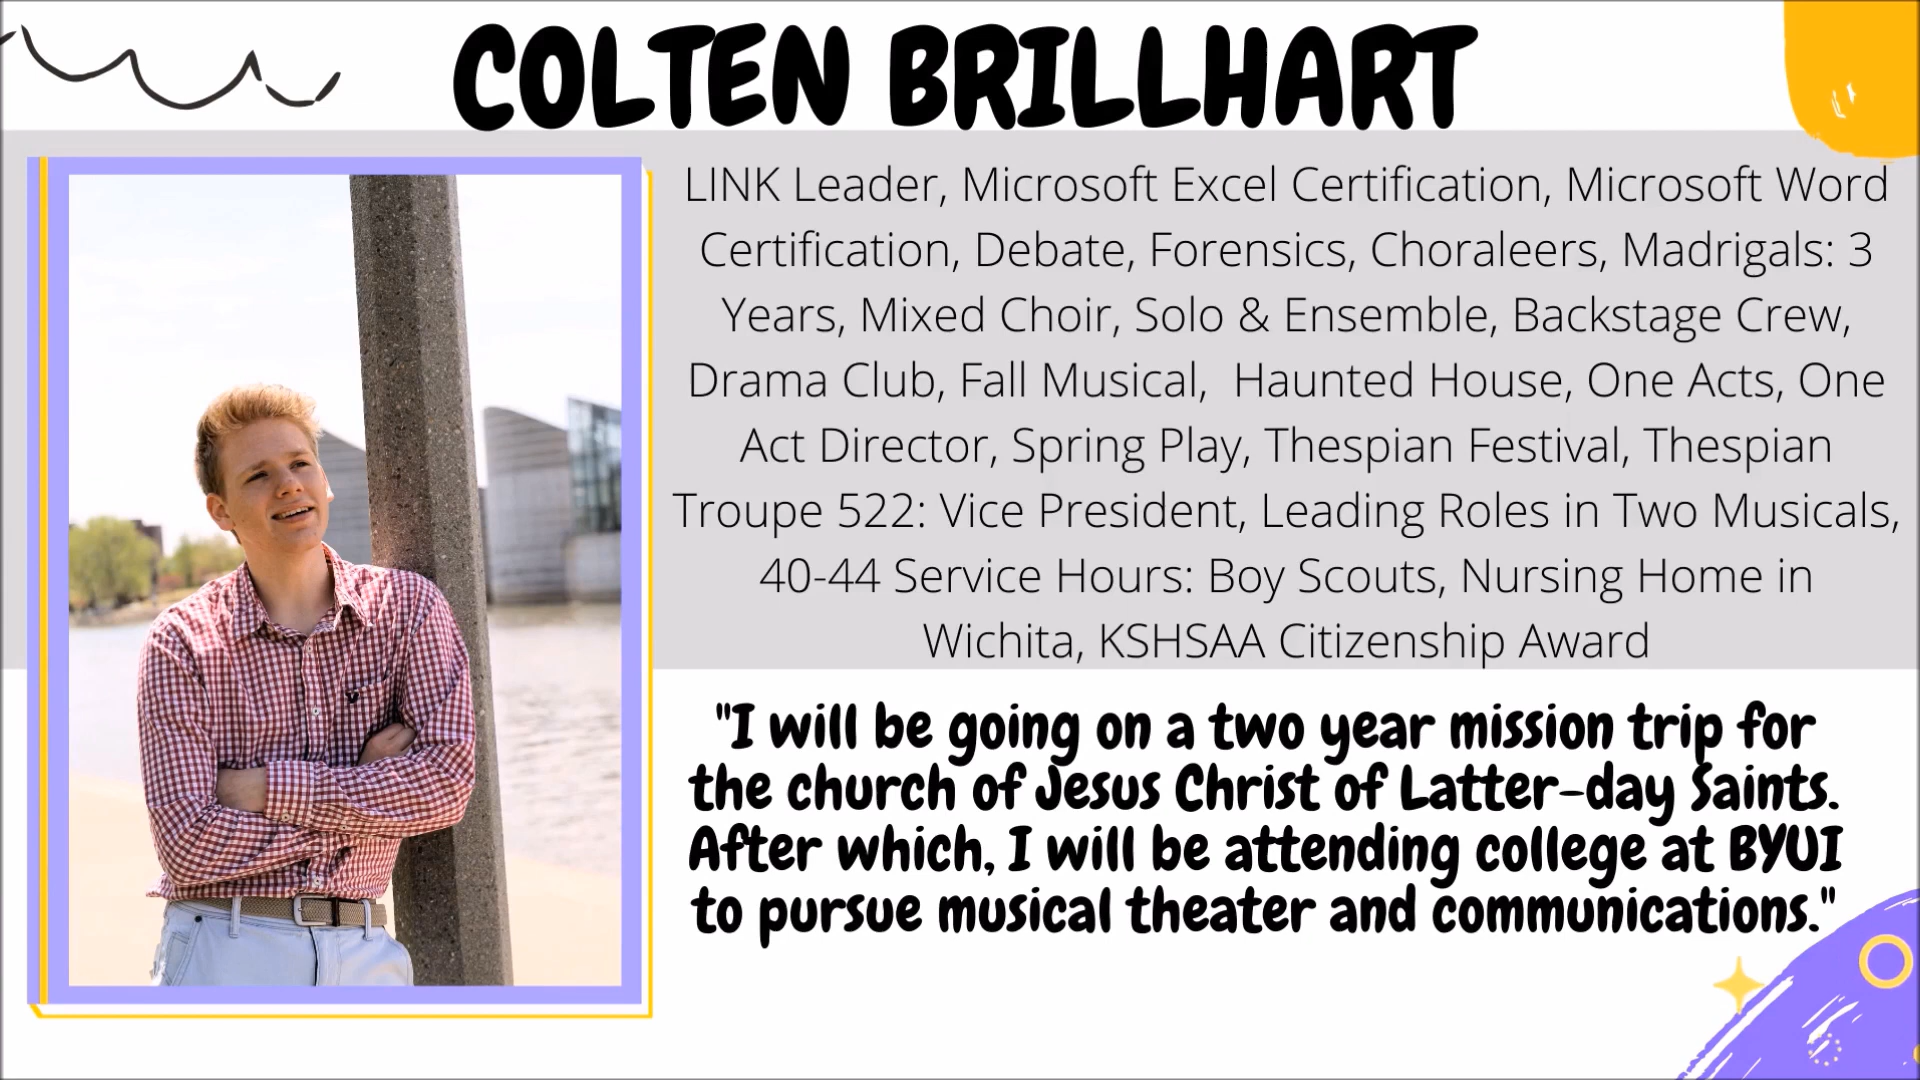 COLTEN BRILLHART
LINK Leader, Microsoft Excel Certification, Microsoft Word
Certification, Debate, Forensics, Choraleers, Madrigals: 3
Years, Mixed Choir, Solo & Ensemble, Backstage Crew,
Drama Club, Fall Musical,  Haunted House, One Acts, One
Act Director, Spring Play, Thespian Festival, Thespian
Troupe 522: Vice President, Leading Roles in Two Musicals,
40-44 Service Hours: Boy Scouts, Nursing Home in
Wichita, KSHSAA Citizenship Award
"I will be going on a two year mission trip for
the church of Jesus Christ of Latter-day Saints.
After which, I will be attending college at BYUI
to pursue musical theater and communications."